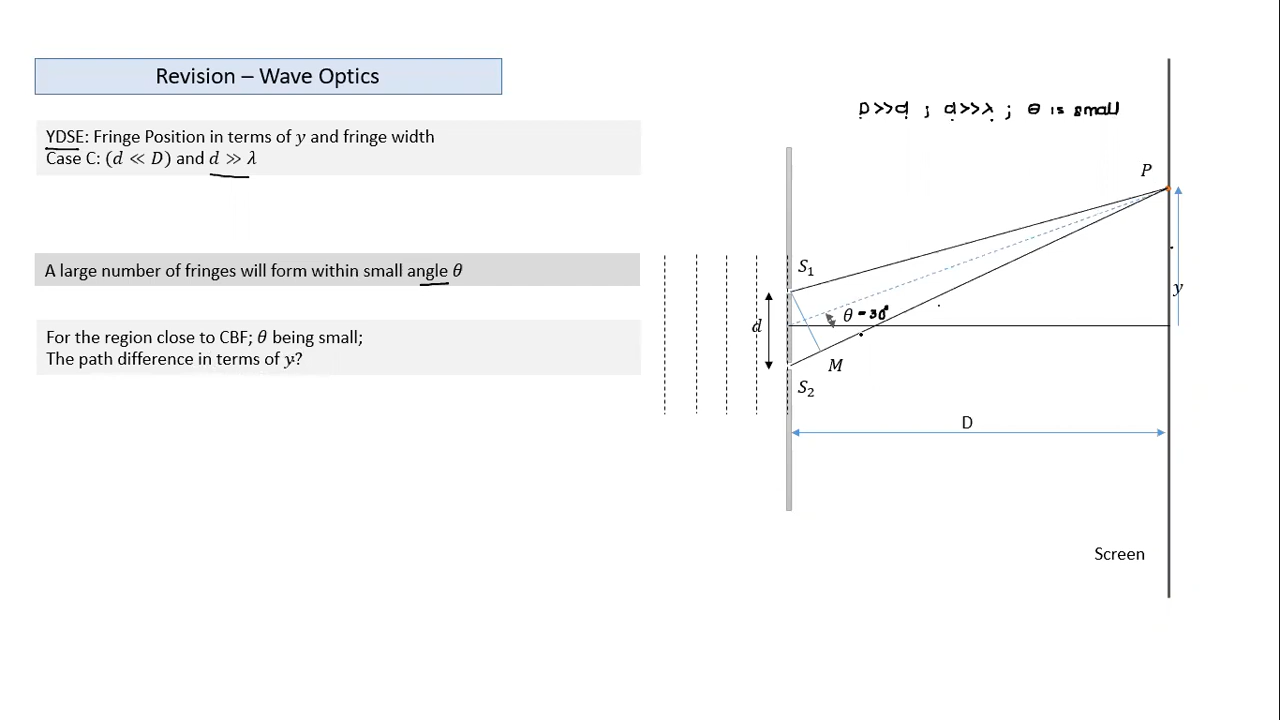 Revision – Wave Optics
YDSE: Fringe Position in terms of y and fringe width
Case C: (d ≪ D) and d ≫ λ
A large number of fringes will form within small angle θ
For the region close to CBF; θ being small;
The path difference in terms of y?
D>>d ; d>>λ ; θ is small
P
S₁
θ - 30°
y
d
M
S₂
D
Screen